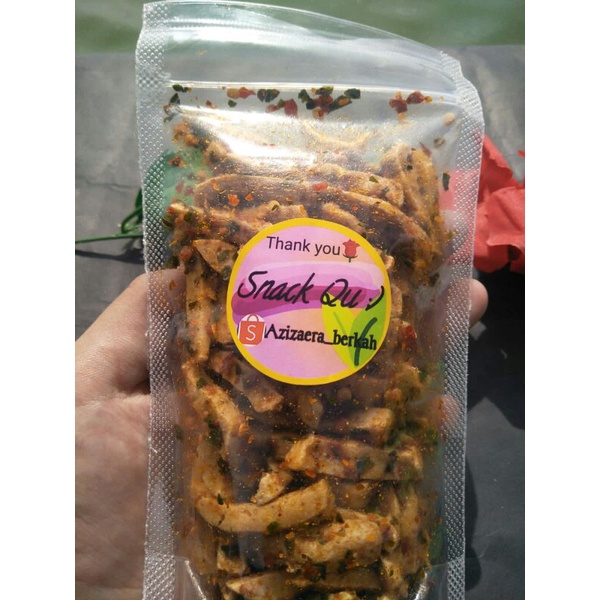 Thank you
Snack Qu :)
S Azizaera_berkah